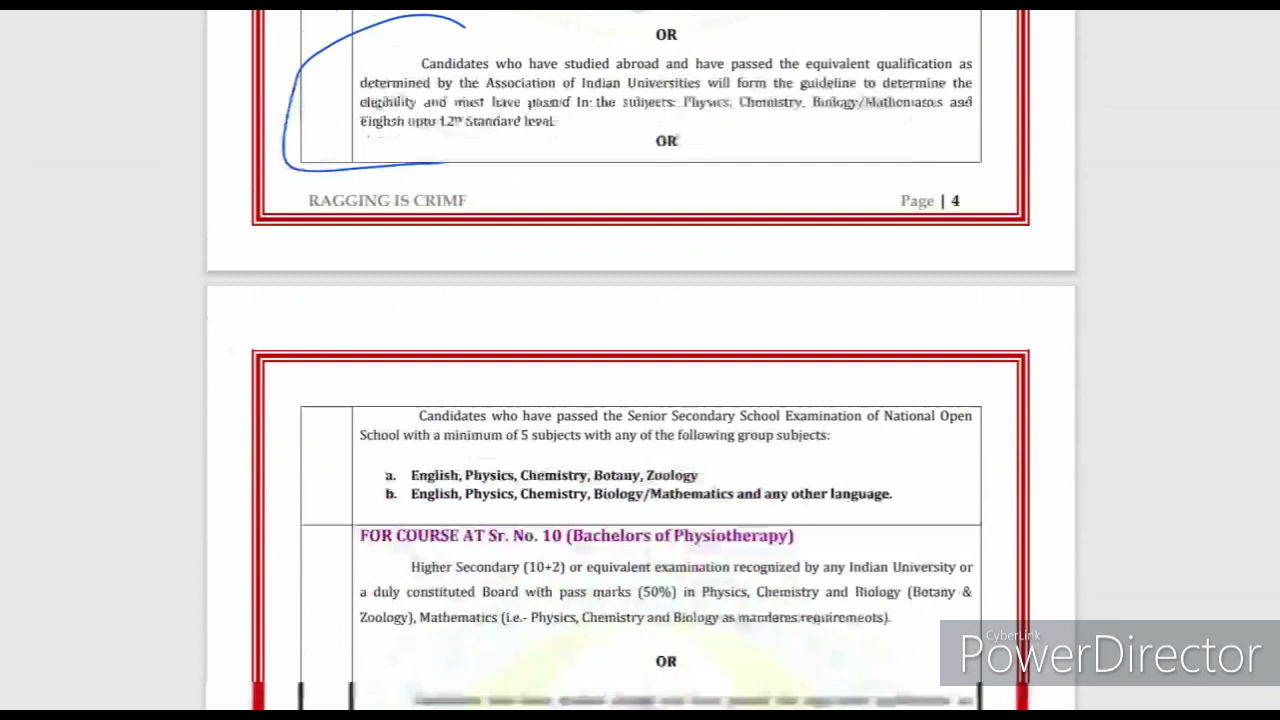 OR
Candidates who have studied abroad and have passed the equivalent qualification as
determined by the Association of Indian Universities will form the guideline to determine the
eligibility and must have passed in the subjects: Physics, Chemistry, Biology/Mathematics and
English upto 12th Standard level.
OR
RAGGING IS CRIME
Page | 4
Candidates who have passed the Senior Secondary School Examination of National Open
School with a minimum of 5 subjects with any of the following group subjects:
a. English, Physics, Chemistry, Botany, Zoology
b. English, Physics, Chemistry, Biology/Mathematics and any other language.
FOR COURSE AT Sr. No. 10 (Bachelors of Physiotherapy)
Higher Secondary (10+2) or equivalent examination recognized by any Indian University or
a duly constituted Board with pass marks (50%) in Physics, Chemistry and Biology (Botany &
Zoology), Mathematics (i.e.- Physics, Chemistry and Biology as mandates requirements).
OR
CyberLink
PowerDirector